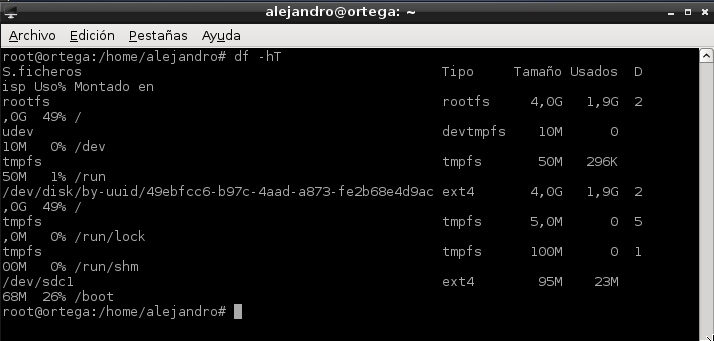 alejandro@ortega: ~
Archivo Edición Pestañas Ayuda
root@ortega:/home/alejandro# df -hT
S.ficheros Tipo Tamaño Usados D
isp Uso% Montado en
rootfs rootfs 4,0G 1,9G 2
,0G 49% /
udev devtmpfs 10M 0
10M 0% /dev
tmpfs tmpfs 50M 296K
50M 1% /run
/dev/disk/by-uuid/49ebfcc6-b97c-4aad-a873-fe2b68e4d9ac ext4 4,0G 1,9G 2
,0G 49% /
tmpfs tmpfs 5,0M 0 5
,0M 0% /run/lock
tmpfs tmpfs 100M 0 1
00M 0% /run/shm
/dev/sdc1 ext4 95M 23M
68M 26% /boot
root@ortega:/home/alejandro#